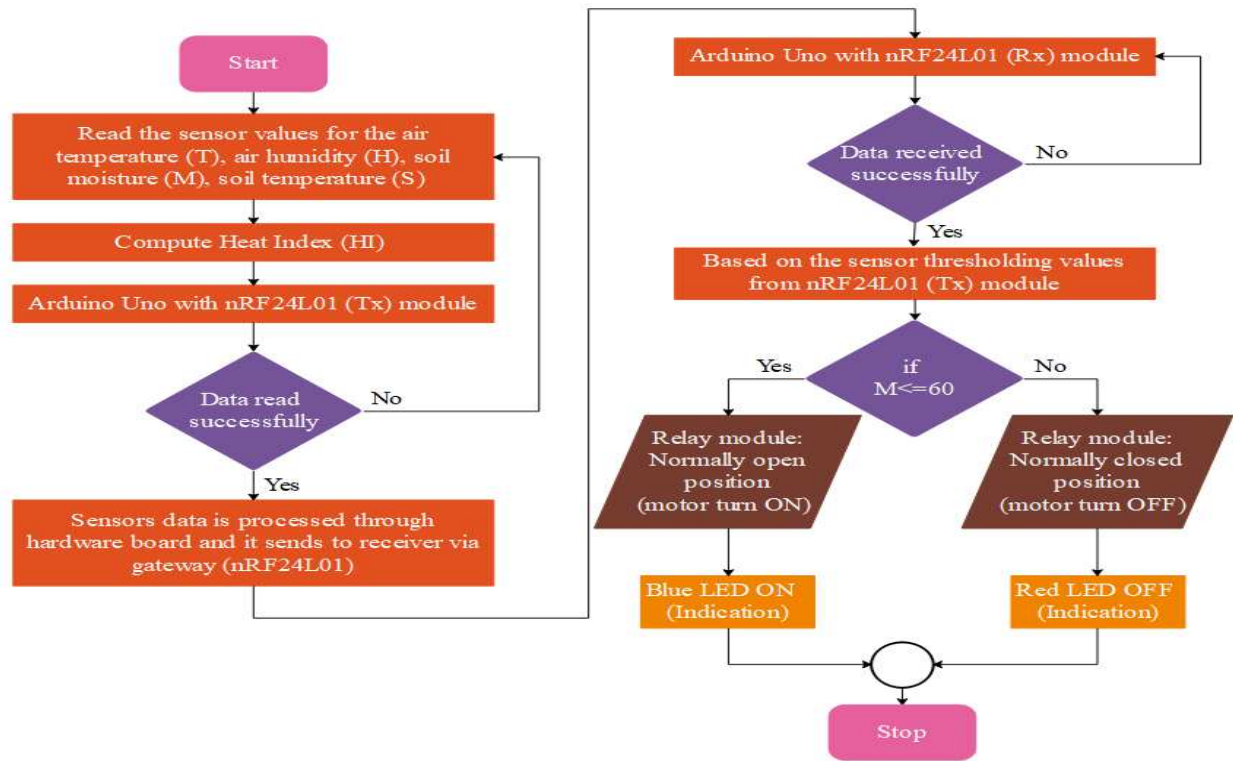 Start
Read the sensor values for the air
temperature (T), air humidity (H), soil
moisture (M), soil temperature (S)
Compute Heat Index (HI)
Arduino Uno with nRF24L01 (Tx) module
Data read
successfully
No
Yes
Sensors data is processed through
hardware board and it sends to receiver via
gateway (nRF24L01)
Arduino Uno with nRF24L01 (Rx) module
Data received
successfully
No
Yes
Based on the sensor thresholding values
from nRF24L01 (Tx) module
if
M<=60
Yes
No
Relay module:
Normally open
position
(motor turn ON)
Relay module:
Normally closed
position
(motor turn OFF)
Blue LED ON
(Indication)
Red LED OFF
(Indication)
Stop